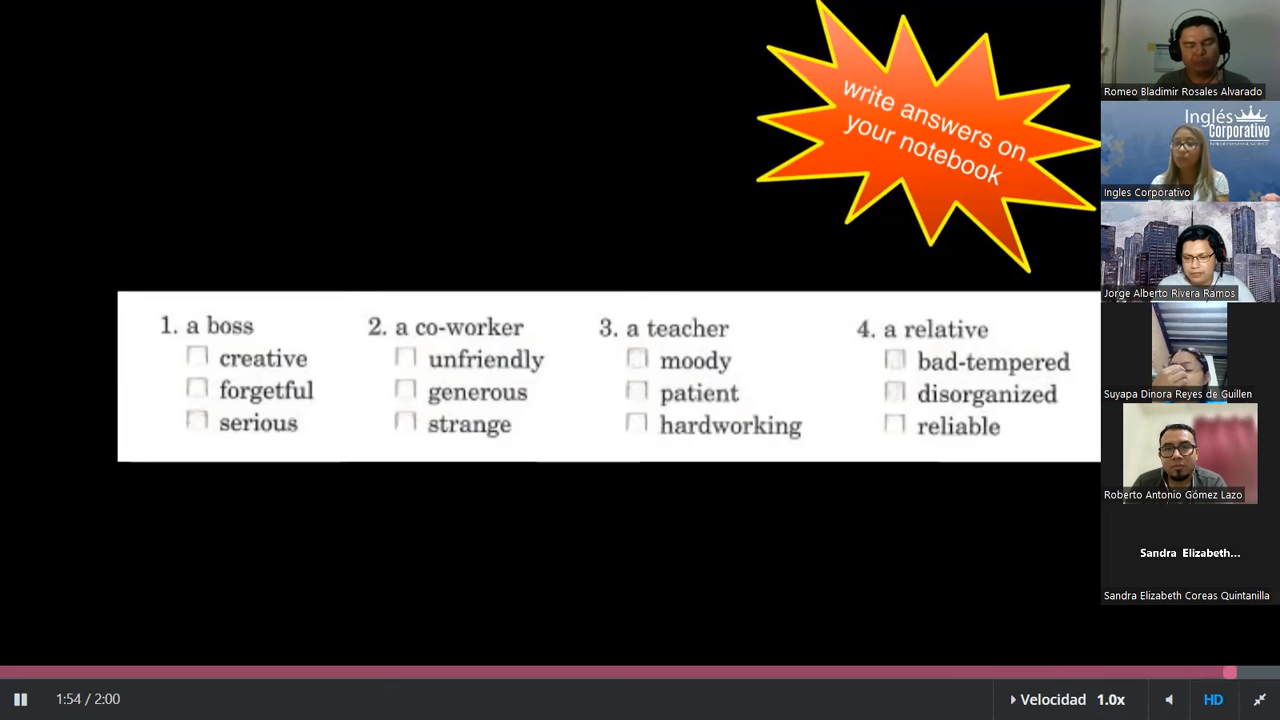 write answers on
your notebook
1. a boss
creative
forgetful
serious
2. a co-worker
unfriendly
generous
strange
3. a teacher
moody
patient
hardworking
4. a relative
bad-tempered
disorganized
reliable
Romeo Bladimir Rosales Alvarado
Inglés
Corporativo
Ingles Corporativo
Jorge Alberto Rivera Ramos
Suyapa Dinora Reyes de Guillen
Roberto Antonio Gómez Lazo
Sandra Elizabeth...
Sandra Elizabeth Coreas Quintanilla
1:54 / 2:00
Velocidad 1.0x
HD